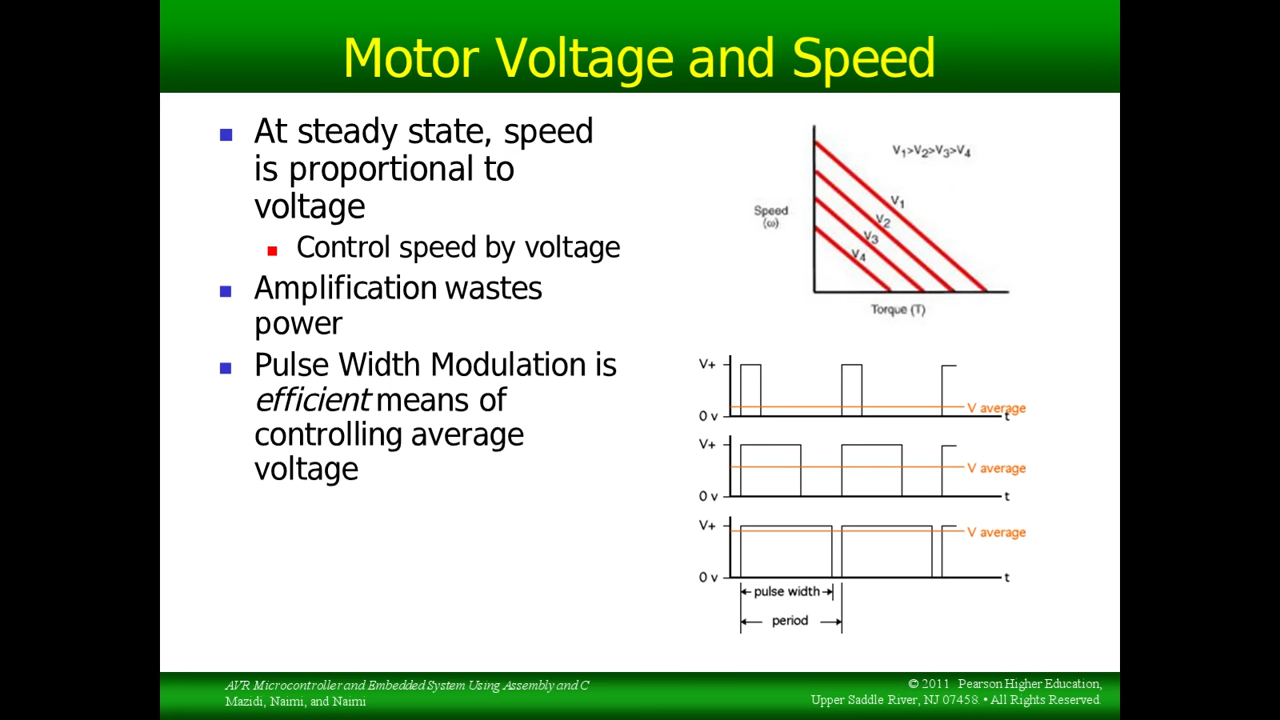 Motor Voltage and Speed
At steady state, speed
is proportional to
voltage
Control speed by voltage
Amplification wastes
power
Pulse Width Modulation is
efficient means of
controlling average
voltage
V1>V2>V3>V4
Speed
(ω)
V1
V2
V3
V4
Torque (T)
V+
V average
0 v
t
V+
V average
0 v
t
V+
V average
0 v
t
pulse width
period
AVR Microcontroller and Embedded System Using Assembly and C
Mazidi, Naimi, and Naimi
© 2011 Pearson Higher Education,
Upper Saddle River, NJ 07458. • All Rights Reserved.